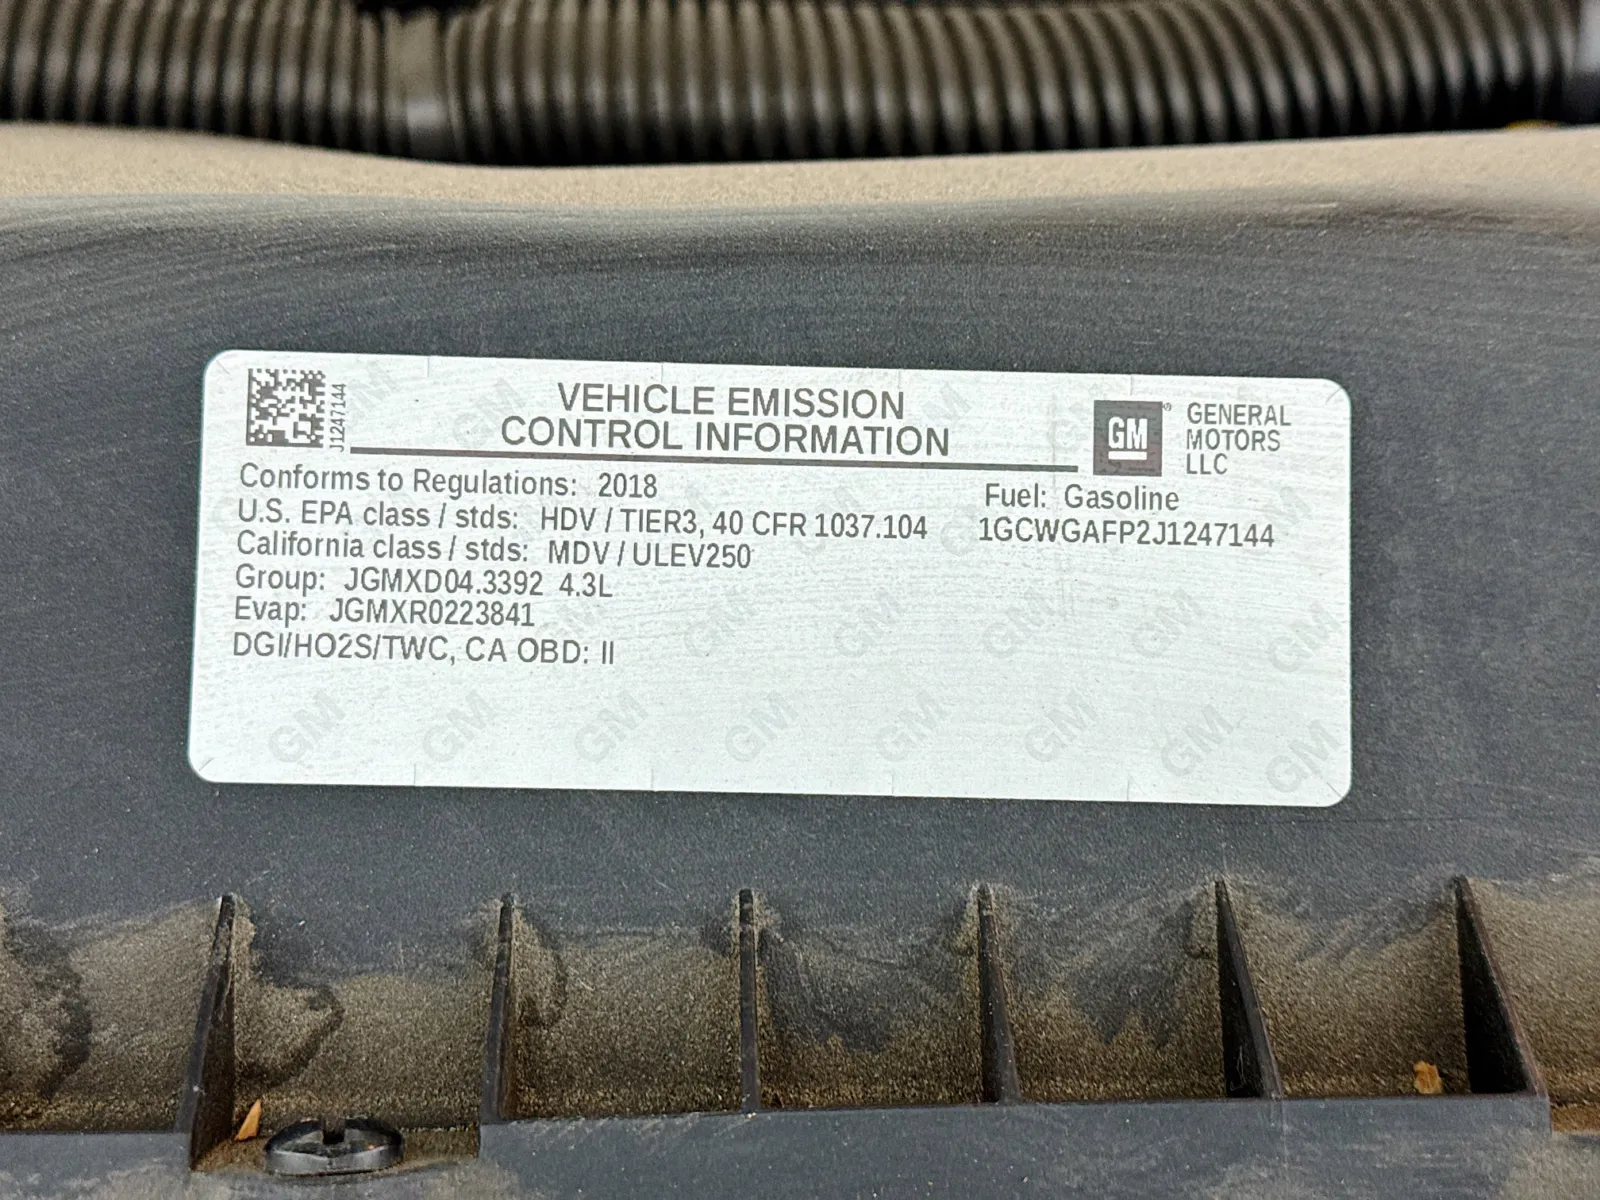 J1247144
VEHICLE EMISSION
CONTROL INFORMATION
GM
GENERAL
MOTORS
LLC
Conforms to Regulations: 2018
Fuel: Gasoline
U.S. EPA class / stds: HDV / TIER3, 40 CFR 1037.104
1GCWGAFP2J1247144
California class / stds: MDV / ULEV250
Group: JGMXD04.3392 4.3L
Evap: JGMXR0223841
DGI/HO2S/TWC, CA OBD: II